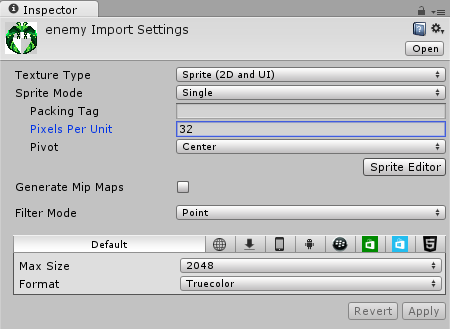 Inspector
enemy Import Settings
Open
Texture Type Sprite (2D and UI)
Sprite Mode Single
Packing Tag
Pixels Per Unit 32
Pivot Center
Sprite Editor
Generate Mip Maps
Filter Mode Point
Default
Max Size 2048
Format Truecolor
Revert Apply